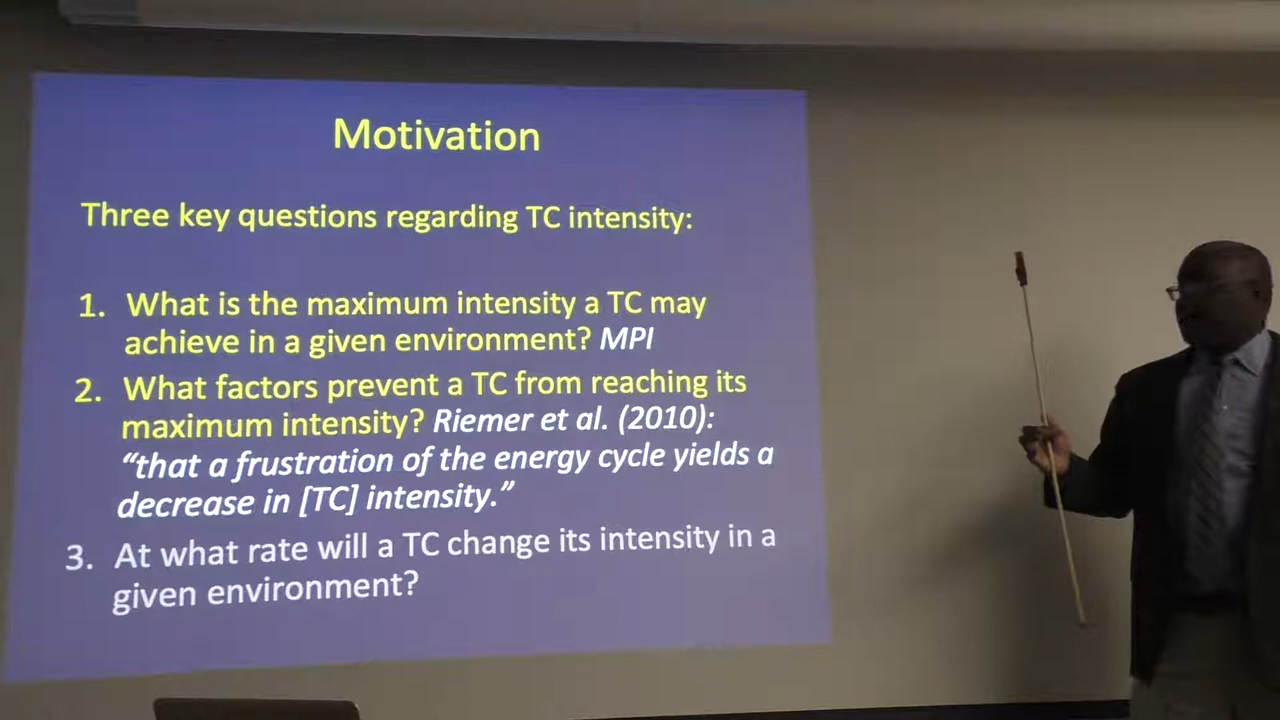 Motivation
Three key questions regarding TC intensity:
1. What is the maximum intensity a TC may
achieve in a given environment? MPI
2. What factors prevent a TC from reaching its
maximum intensity? Riemer et al. (2010):
“that a frustration of the energy cycle yields a
decrease in [TC] intensity.”
3. At what rate will a TC change its intensity in a
given environment?